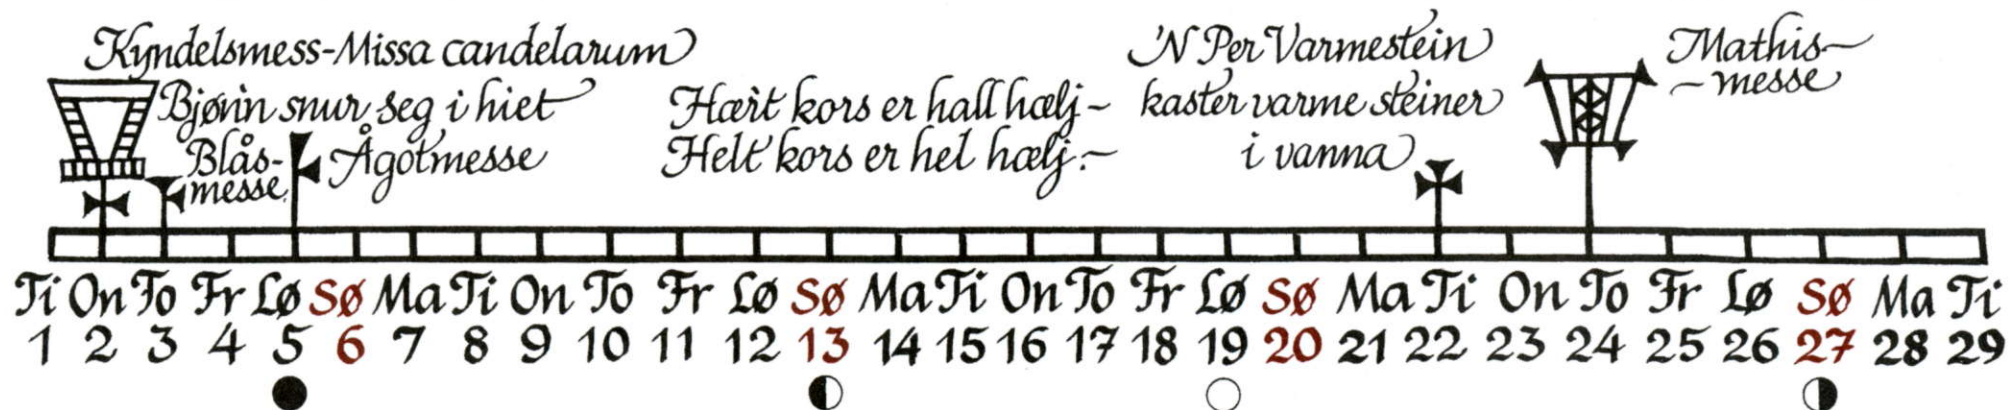 Kyndelsmess-Missa candelarum
Bjønn snur seg i hiet
Blås-
messe
Ågotmesse
Hært kors er hall hælj-
Helt kors er hel hælj.-
'N Per Varmestein
kaster varme steiner
i vanna
Mathis-
-messe
Ti On To Fr Lø Sø Ma Ti On To Fr Lø Sø Ma Ti On To Fr Lø Sø Ma Ti On To Fr Lø Sø Ma Ti
1 2 3 4 5 6 7 8 9 10 11 12 13 14 15 16 17 18 19 20 21 22 23 24 25 26 27 28 29